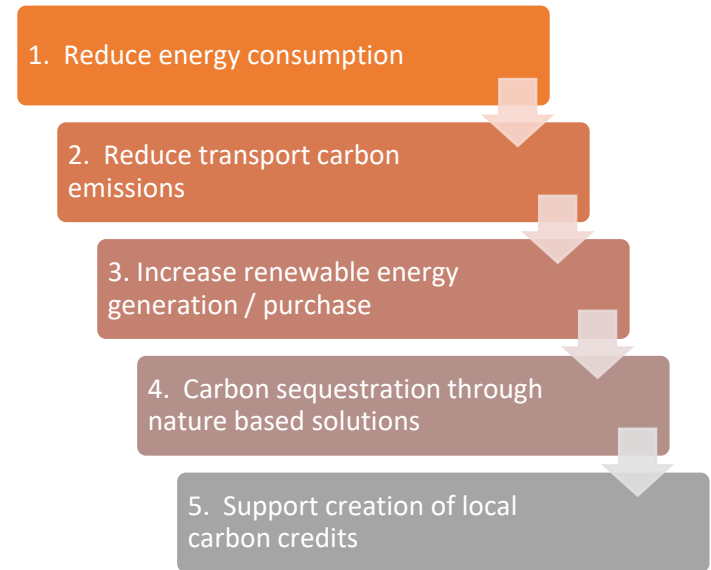 1.  Reduce energy consumption
2.  Reduce transport carbon
emissions
3. Increase renewable energy
generation / purchase
4.  Carbon sequestration through
nature based solutions
5.  Support creation of local
carbon credits